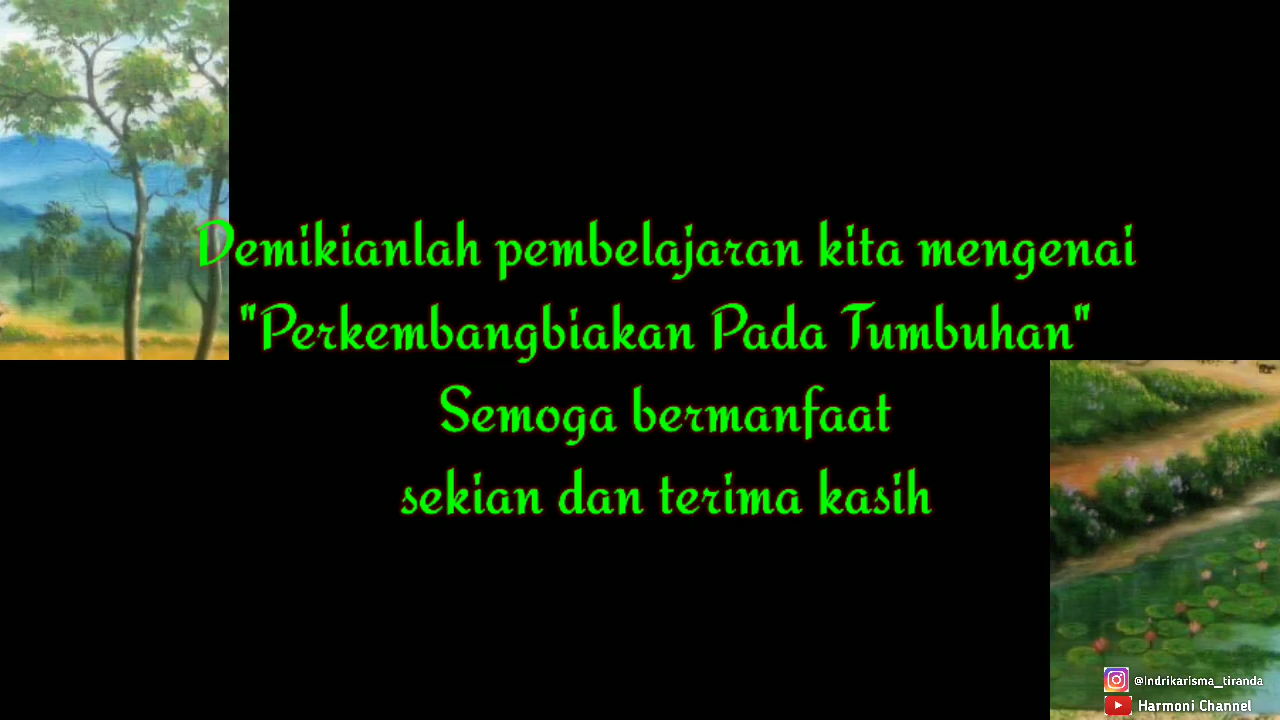 Demikianlah pembelajaran kita mengenai
"Perkembangbiakan Pada Tumbuhan"
Semoga bermanfaat
sekian dan terima kasih
@Indrikarisma_tiranda
Harmoni Channel